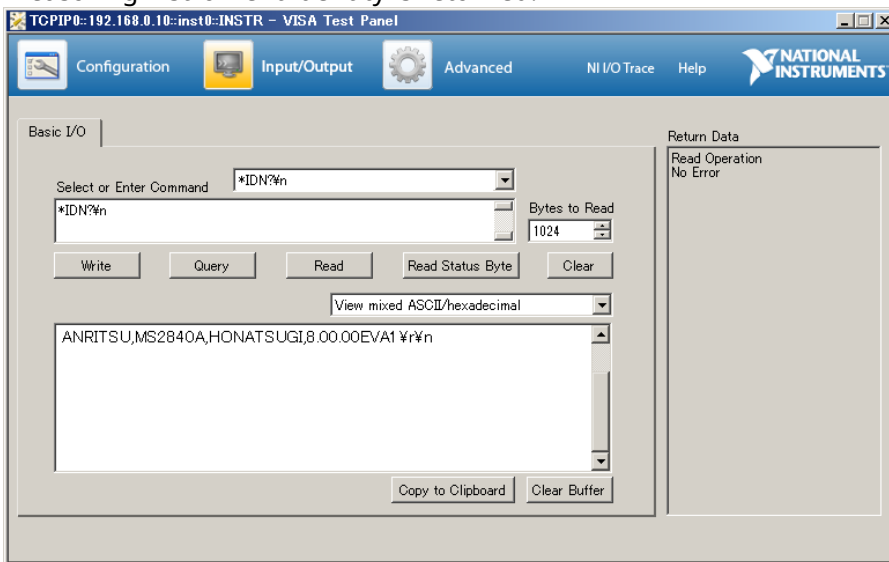 TCPIP0::192.168.0.10::inst0::INSTR - VISA Test Panel
Configuration
Input/Output
Advanced
NI I/O Trace
Help
NATIONAL
INSTRUMENTS
Basic I/O
Select or Enter Command
*IDN?¥n
*IDN?¥n
Bytes to Read
1024
Write
Query
Read
Read Status Byte
Clear
View mixed ASCII/hexadecimal
ANRITSU,MS2840A,HONATSUGI,8.00.00EVA1¥r¥n
Copy to Clipboard
Clear Buffer
Return Data
Read Operation
No Error